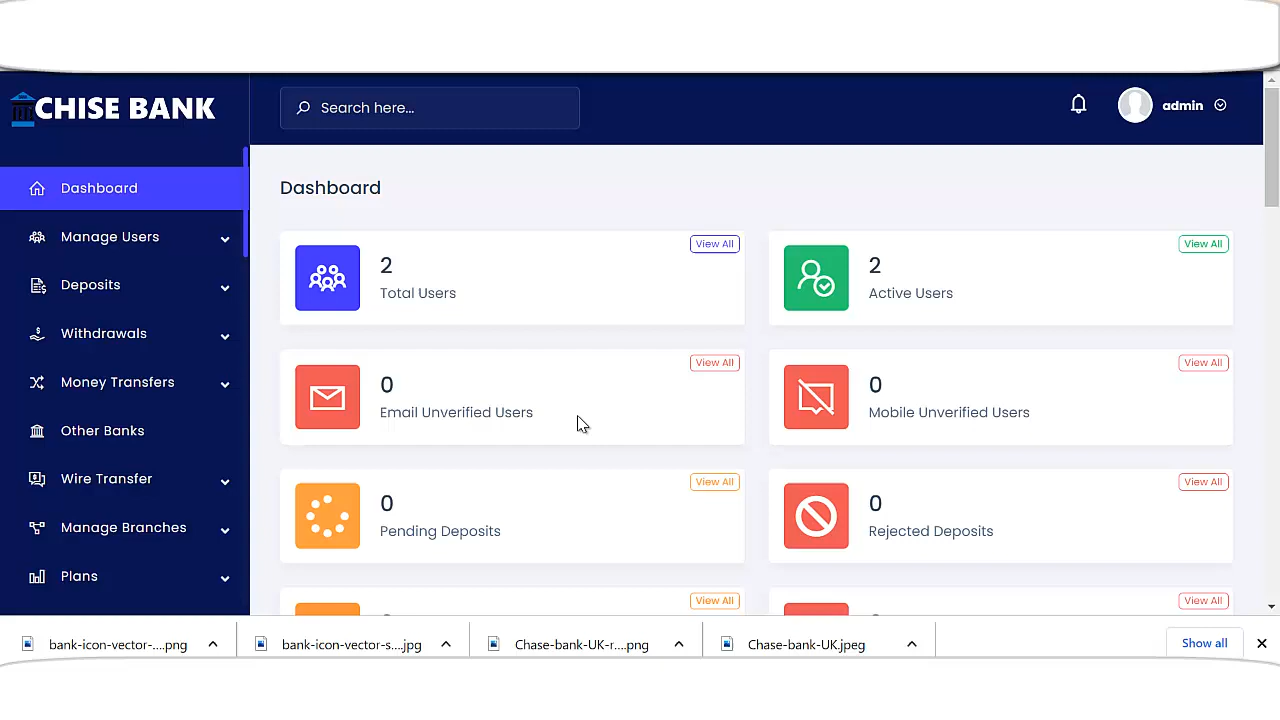 CHISE BANK
Search here...
admin
Dashboard
Manage Users
Deposits
Withdrawals
Money Transfers
Other Banks
Wire Transfer
Manage Branches
Plans
Dashboard
2
Total Users
View All
2
Active Users
View All
0
Email Unverified Users
View All
0
Mobile Unverified Users
View All
0
Pending Deposits
View All
0
Rejected Deposits
View All
View All
View All
bank-icon-vector-....png
bank-icon-vector-s....jpg
Chase-bank-UK-r....png
Chase-bank-UK.jpeg
Show all